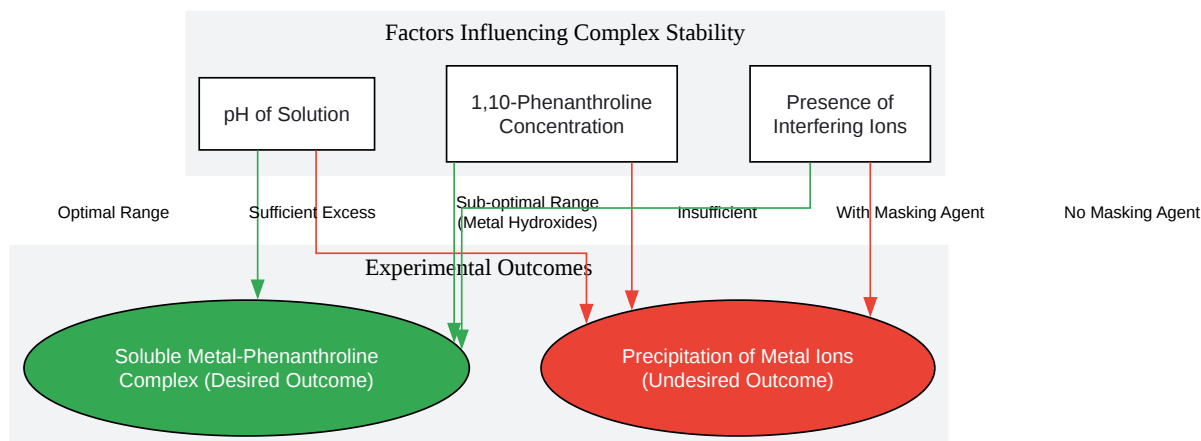 Factors Influencing Complex Stability
pH of Solution
1,10-Phenanthroline
Concentration
Presence of
Interfering Ions
Optimal Range
Sufficient Excess
Sub-optimal Range
(Metal Hydroxides)
Insufficient
With Masking Agent
No Masking Agent
Experimental Outcomes
Soluble Metal-Phenanthroline
Complex (Desired Outcome)
Precipitation of Metal Ions
(Undesired Outcome)